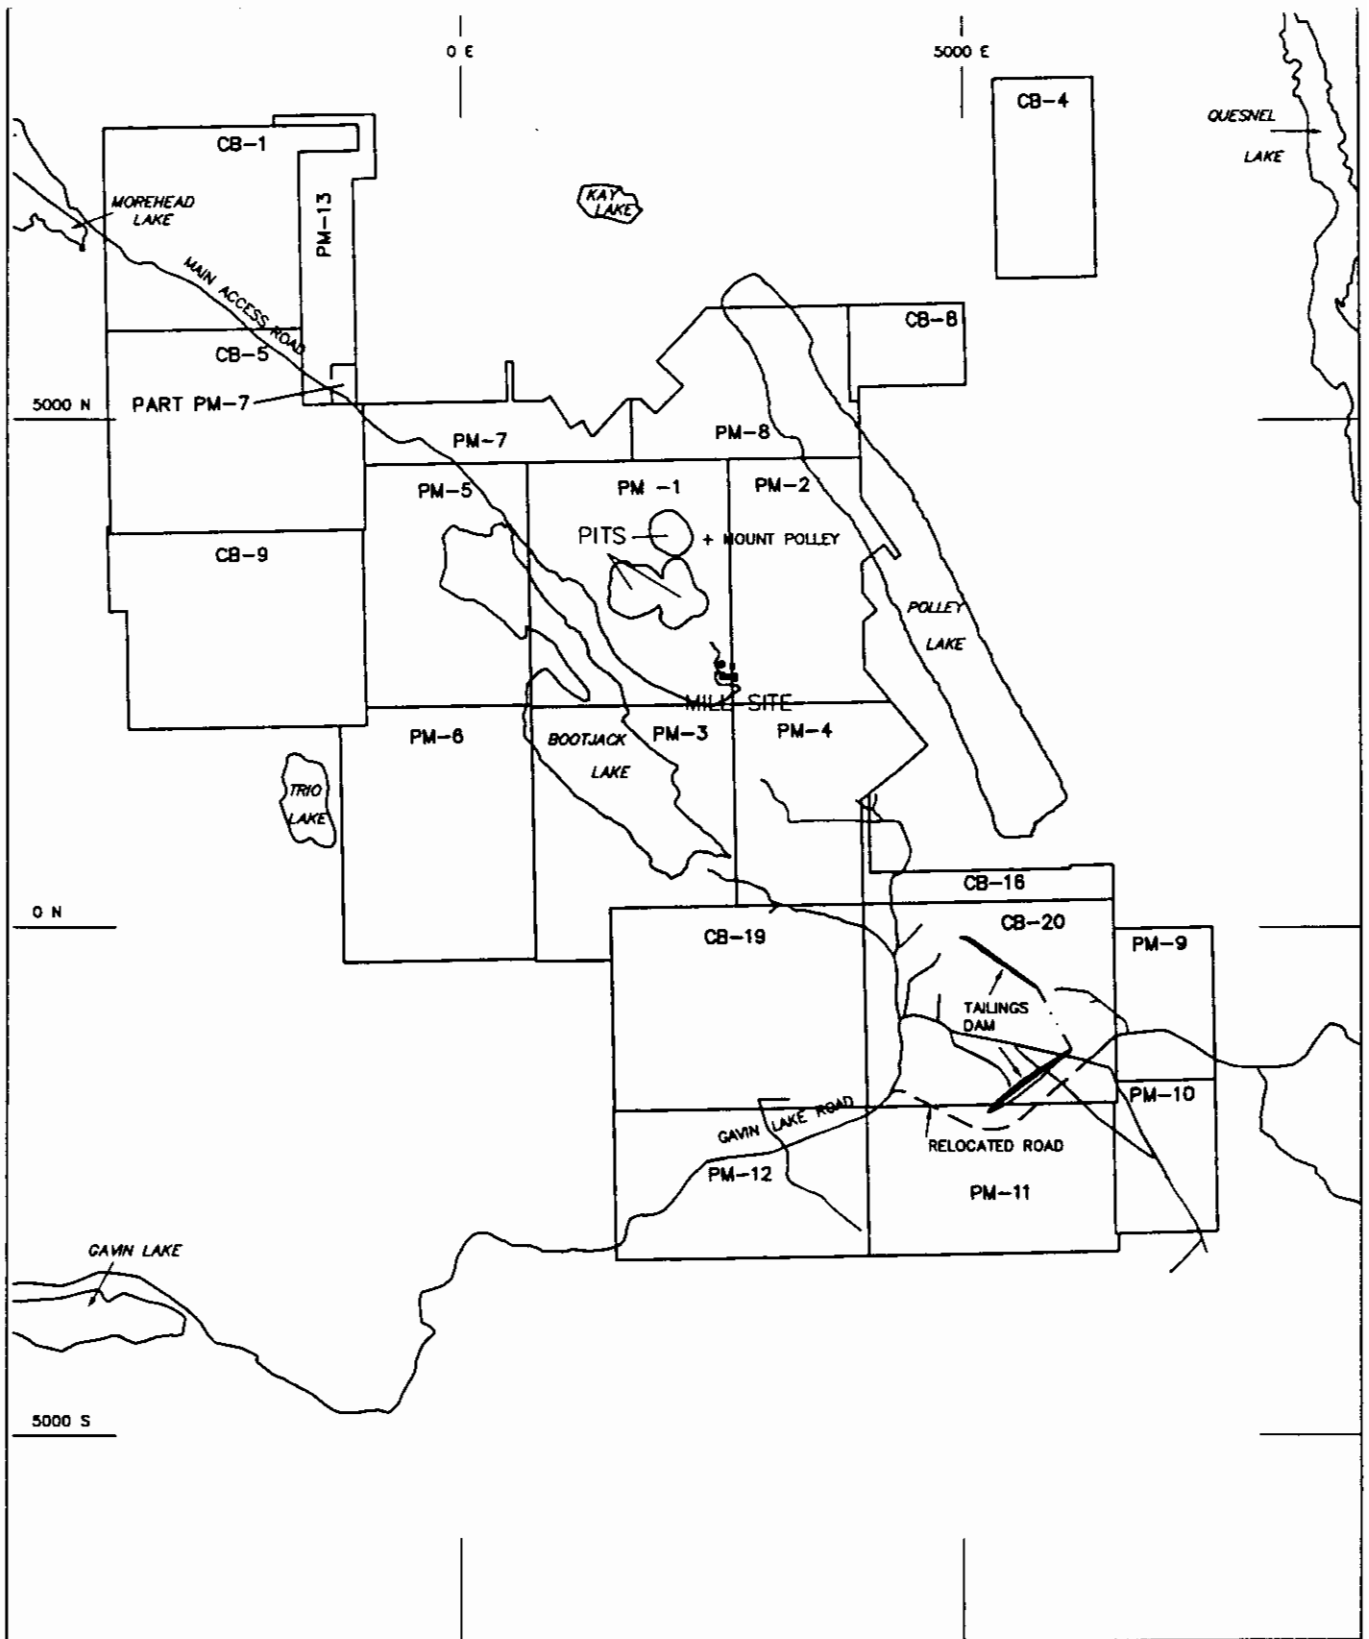 0 E
5000 E
CB-4
QUESNEL
LAKE
CB-1
MOREHEAD
LAKE
PM-13
KAY
LAKE
MAIN ACCESS ROAD
CB-8
CB-5
PART PM-7
5000 N
PM-7
PM-8
PM-5
PM -1
PM-2
PITS
+ MOUNT POLLEY
CB-9
POLLEY
LAKE
MILL SITE
PM-6
BOOTJACK
LAKE
PM-3
PM-4
TRIO
LAKE
CB-16
0 N
CB-19
CB-20
PM-9
TAILINGS
DAM
PM-10
GAVIN LAKE ROAD
RELOCATED ROAD
PM-12
PM-11
GAVIN LAKE
5000 S